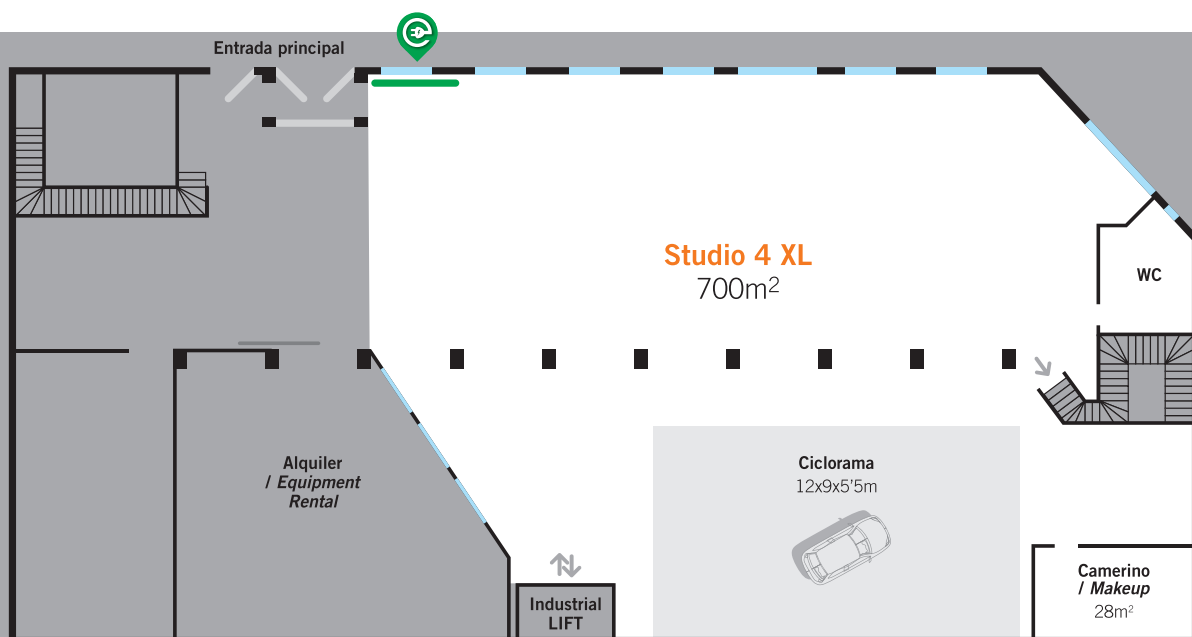 Entrada principal
Studio 4 XL
700m²
WC
Alquiler
/ Equipment
Rental
Ciclorama
12x9x5'5m
Industrial
LIFT
Camerino
/ Makeup
28m²